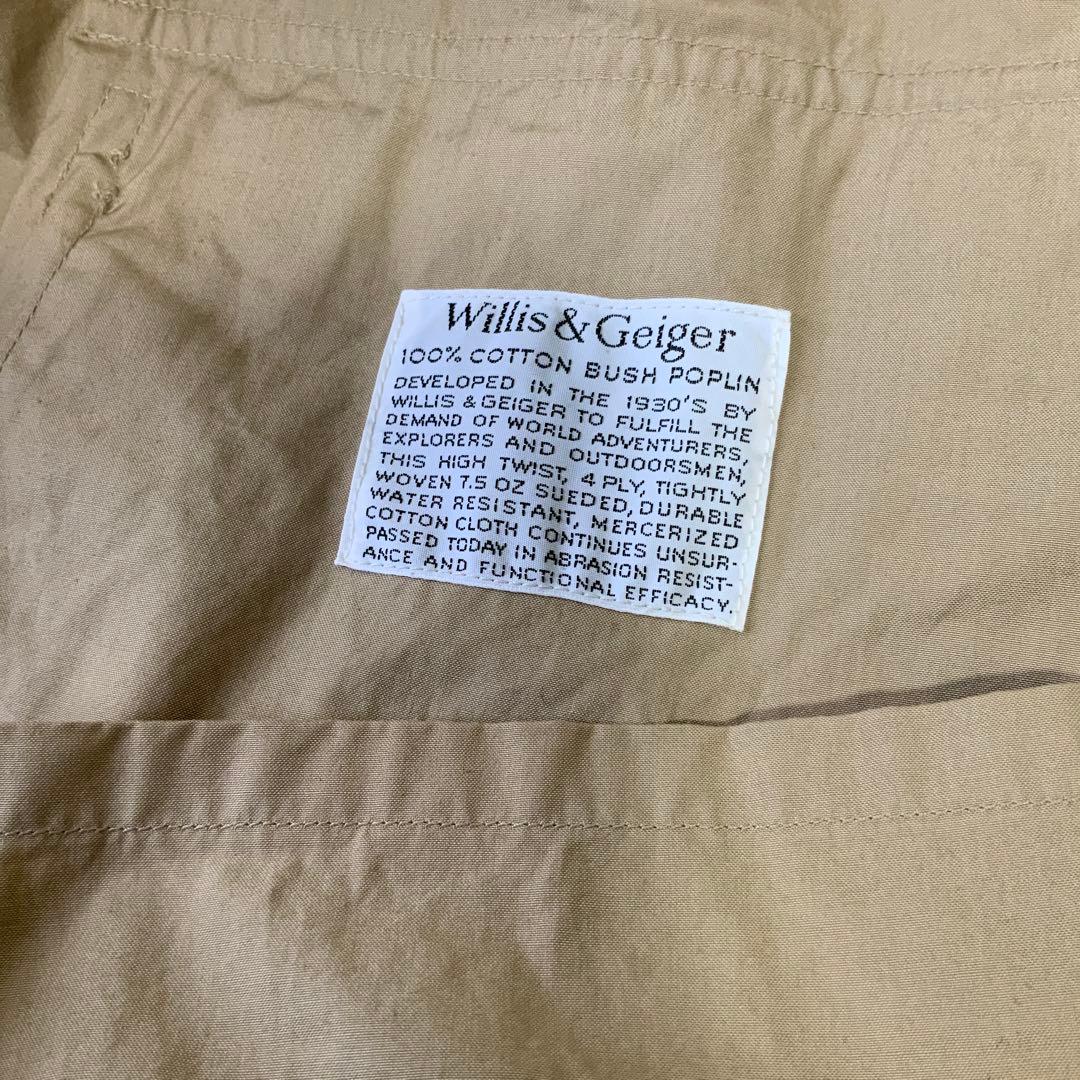 Willis & Geiger
100% COTTON BUSH POPLIN
DEVELOPED IN THE 1930'S BY
WILLIS & GEIGER TO FULFILL THE
DEMAND OF WORLD ADVENTURERS,
EXPLORERS AND OUTDOORSMEN,
THIS HIGH TWIST, 4 PLY, TIGHTLY
WOVEN 7.5 OZ SUEDED, DURABLE
WATER RESISTANT, MERCERIZED
COTTON CLOTH CONTINUES UNSUR-
PASSED TODAY IN ABRASION RESIST-
ANCE AND FUNCTIONAL EFFICACY.